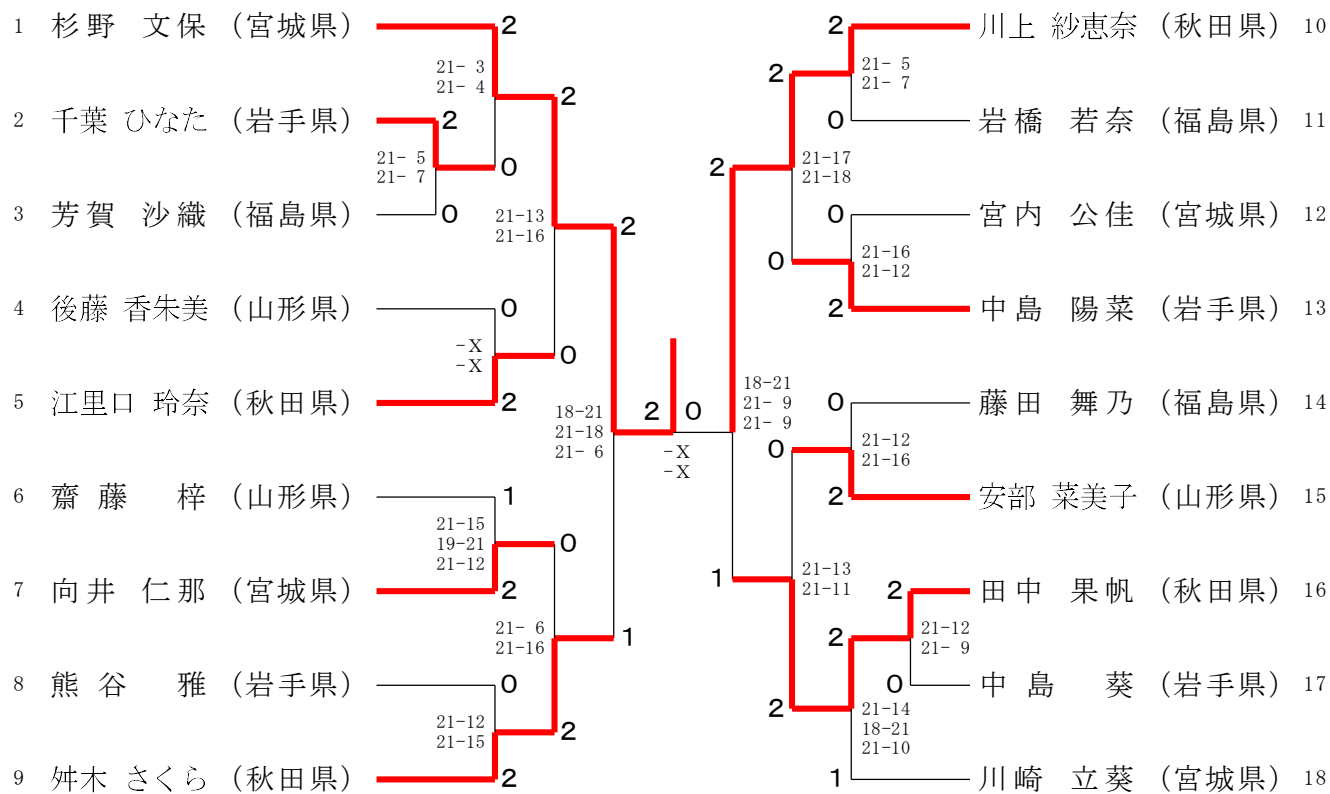 1 杉野 文保 (宮城県) 2
21- 3
21- 4
2
2 千葉 ひなた (岩手県) 2
21- 5
21- 7
0
3 芳賀 沙織 (福島県) 0
21-13
21-16
2
4 後藤 香朱美 (山形県) 0
-X
-X
0
5 江里口 玲奈 (秋田県) 2
18-21
21-18
21- 6
2 0
-X
-X
6 齋藤 梓 (山形県) 1
21-15
19-21
21-12
0
7 向井 仁那 (宮城県) 2
21- 6
21-16
1
8 熊谷 雅 (岩手県) 0
21-12
21-15
2
9 舛木 さくら (秋田県) 2
2 川上 紗恵奈 (秋田県) 10
2
21- 5
21- 7
0 岩橋 若奈 (福島県) 11
2
21-17
21-18
0 宮内 公佳 (宮城県) 12
0
21-16
21-12
2 中島 陽菜 (岩手県) 13
18-21
21- 9
21- 9
0 藤田 舞乃 (福島県) 14
0
21-12
21-16
2 安部 菜美子 (山形県) 15
1
21-13
21-11
2 田中 果帆 (秋田県) 16
2
21-12
21- 9
0 中島 葵 (岩手県) 17
2
21-14
18-21
21-10
1 川崎 立葵 (宮城県) 18